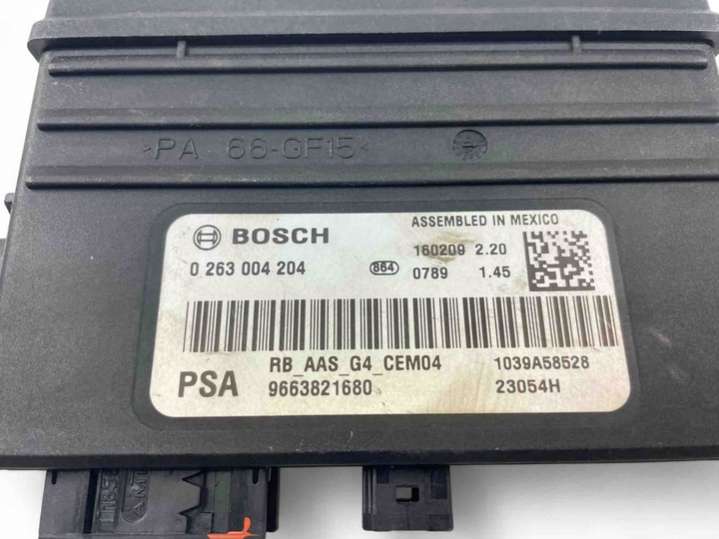 >PA 66-GF15<
BOSCH
ASSEMBLED IN MEXICO
0 263 004 204
864
160209 2.20
0789 1.45
PSA
RB_AAS_G4_CEM04
9663821680
1039A58528
23054H